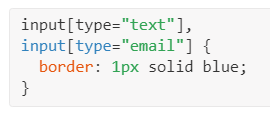 input[type="text"],
input[type="email"] {
  border: 1px solid blue;
}